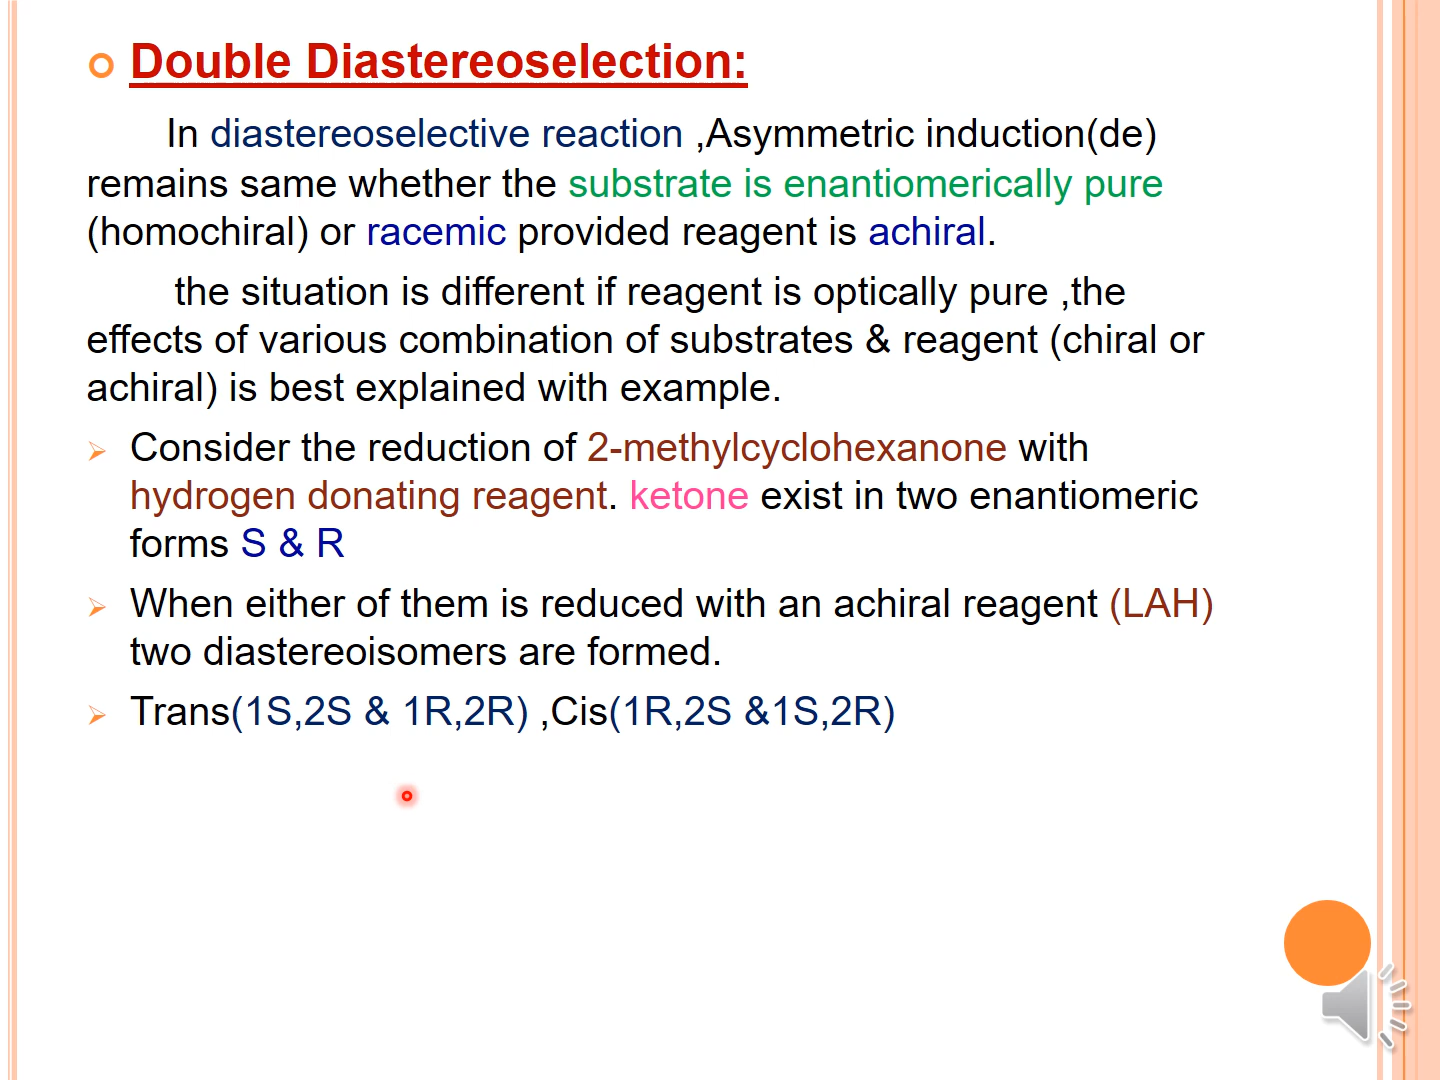 Double Diastereoselection:
In diastereoselective reaction ,Asymmetric induction(de)
remains same whether the substrate is enantiomerically pure
(homochiral) or racemic provided reagent is achiral.
the situation is different if reagent is optically pure ,the
effects of various combination of substrates & reagent (chiral or
achiral) is best explained with example.
Consider the reduction of 2-methylcyclohexanone with
hydrogen donating reagent. ketone exist in two enantiomeric
forms S & R
When either of them is reduced with an achiral reagent (LAH)
two diastereoisomers are formed.
Trans(1S,2S & 1R,2R) ,Cis(1R,2S &1S,2R)